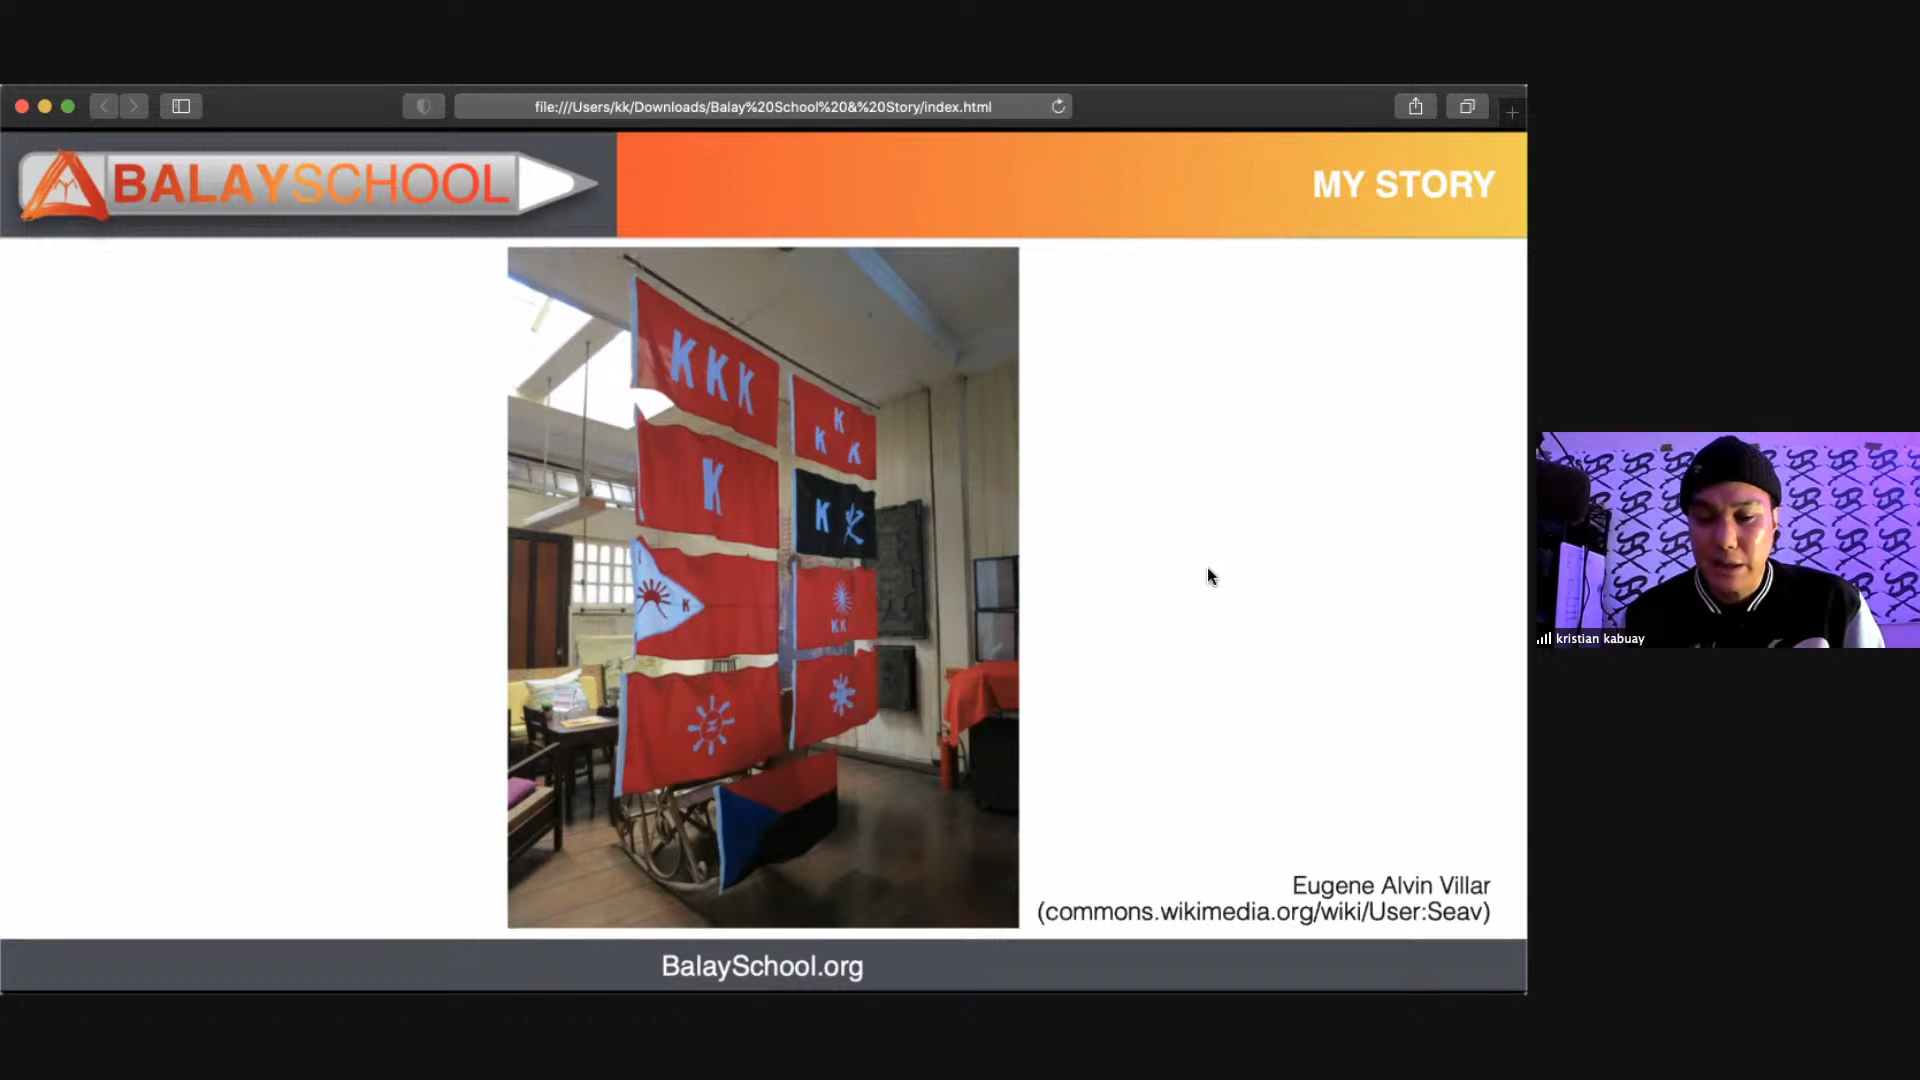 file:///Users/kk/Downloads/Balay%20School%20&%20Story/index.html
BALAYSCHOOL
MY STORY
KKK
K
K K
K
K
K
K
K K
Eugene Alvin Villar
(commons.wikimedia.org/wiki/User:Seav)
BalaySchool.org
kristian kabuay